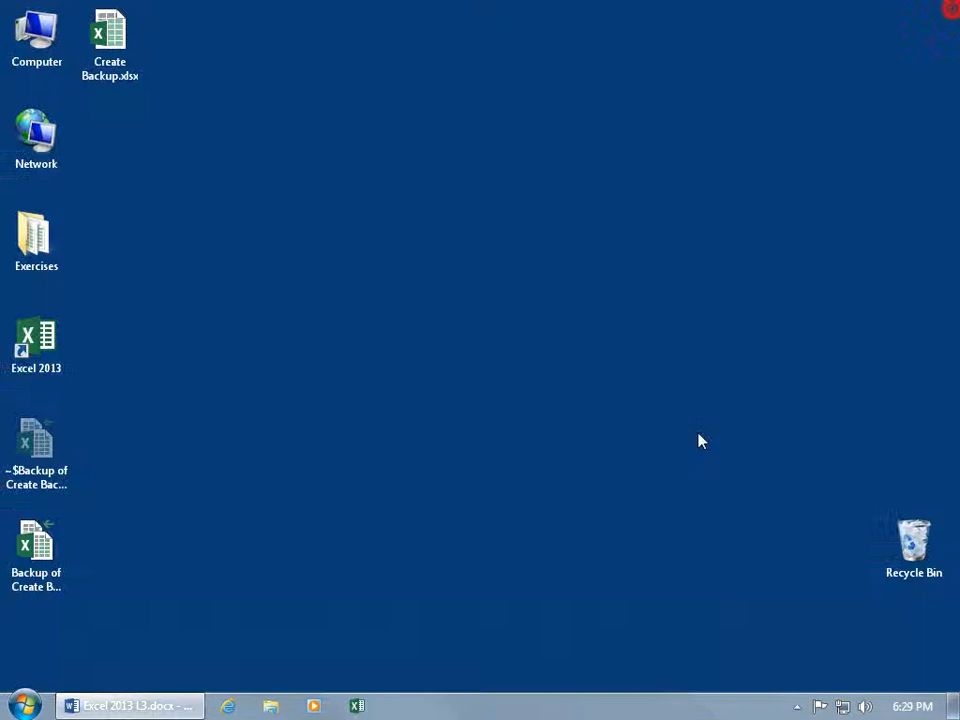 Computer
Create
Backup.xlsx
Network
Exercises
Excel 2013
~$Backup of
Create Bac...
Backup of
Create B...
Recycle Bin
Excel 2013 L3.docx - ...
6:29 PM